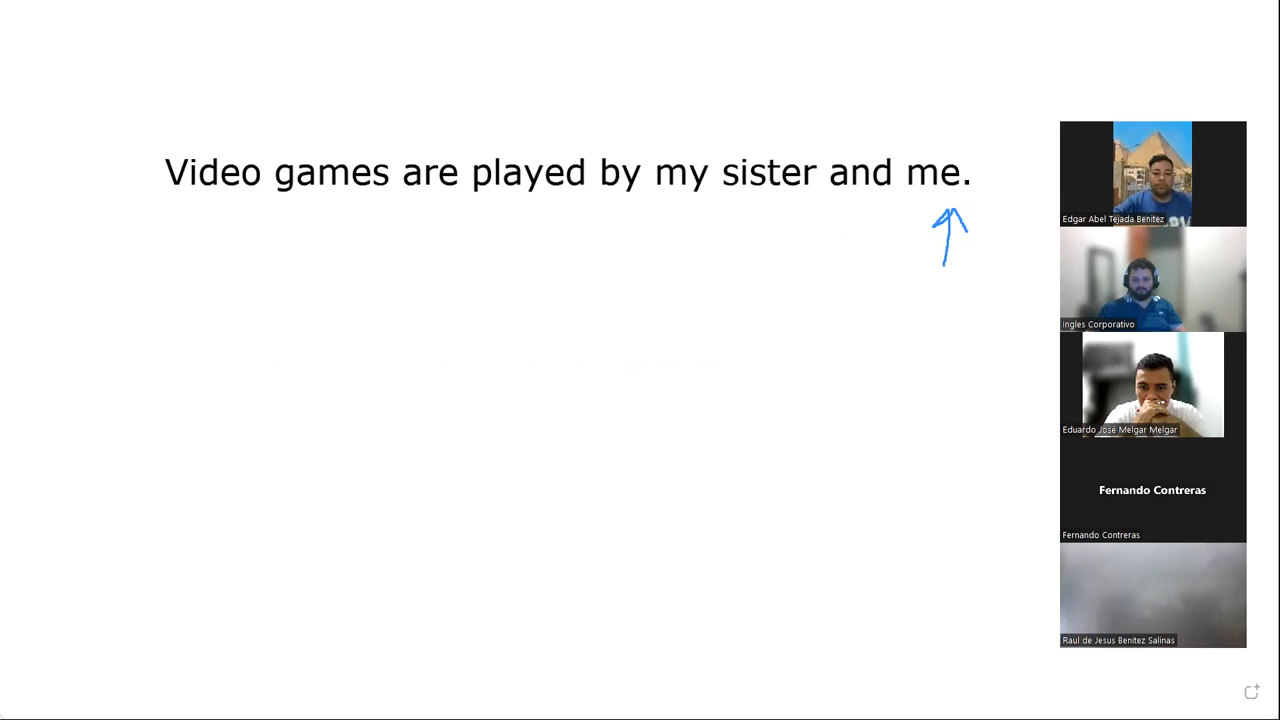 Video games are played by my sister and me.
Edgar Abel Tejada Benitez
Ingles Corporativo
Eduardo José Melgar Melgar
Fernando Contreras
Fernando Contreras
Raul de Jesus Benitez Salinas